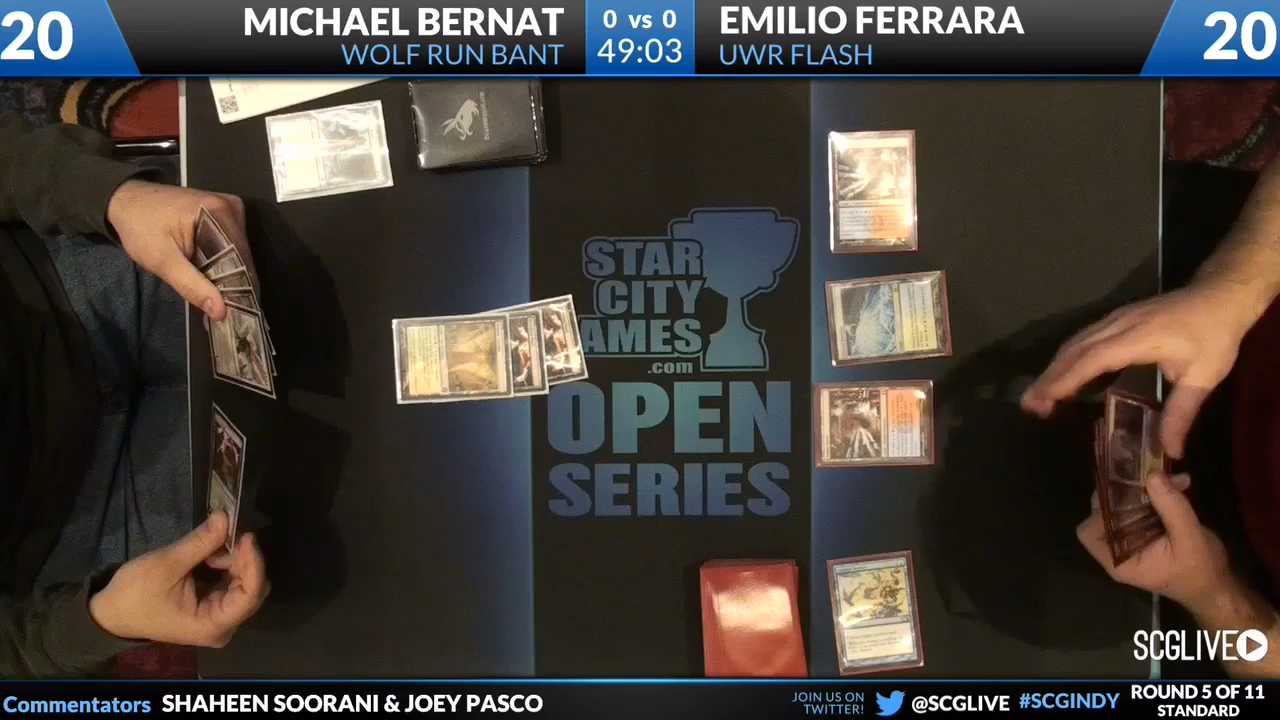 20
MICHAEL BERNAT
WOLF RUN BANT
0 vs 0
49:03
EMILIO FERRARA
UWR FLASH
20
STAR
CITY
GAMES
.com
OPEN
SERIES
SCGLIVE
Commentators SHAHEEN SOORANI & JOEY PASCO
JOIN US ON
TWITTER!
@SCGLIVE #SCGINDY
ROUND 5 OF 11
STANDARD